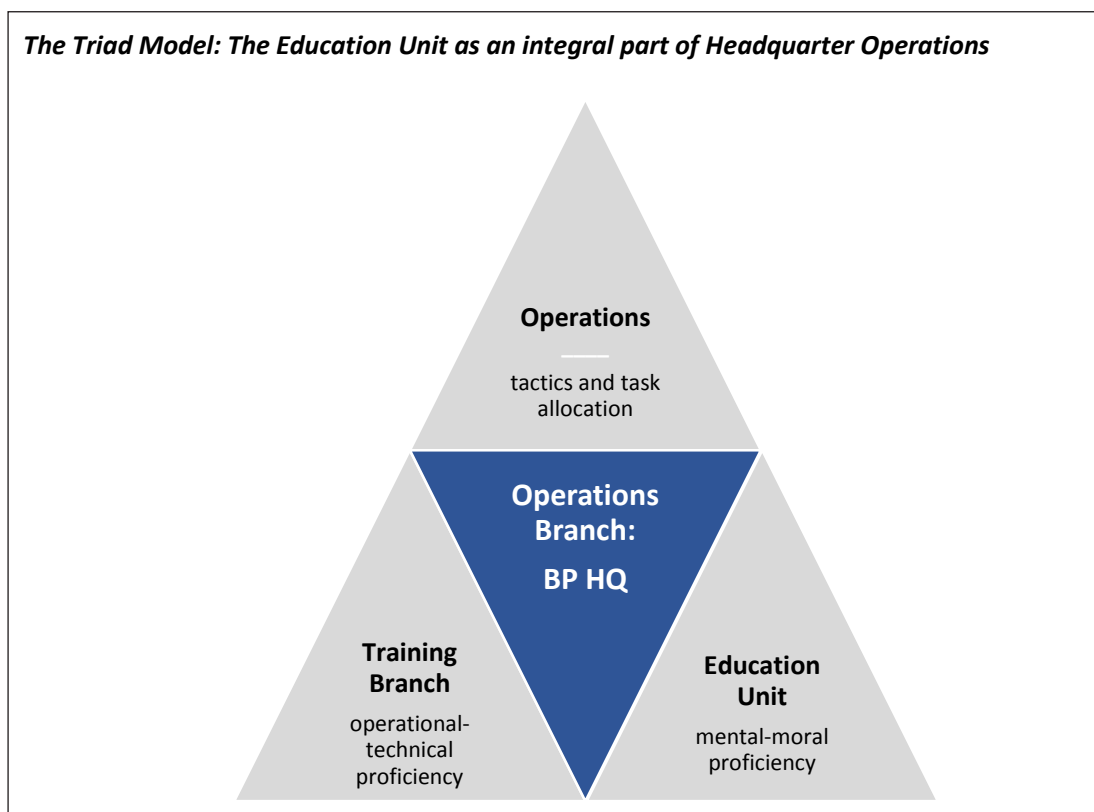 The Triad Model: The Education Unit as an integral part of Headquarter Operations
Operations
tactics and task
allocation
Operations
Branch:
BP HQ
Training
Branch
operational-
technical
proficiency
Education
Unit
mental-moral
proficiency